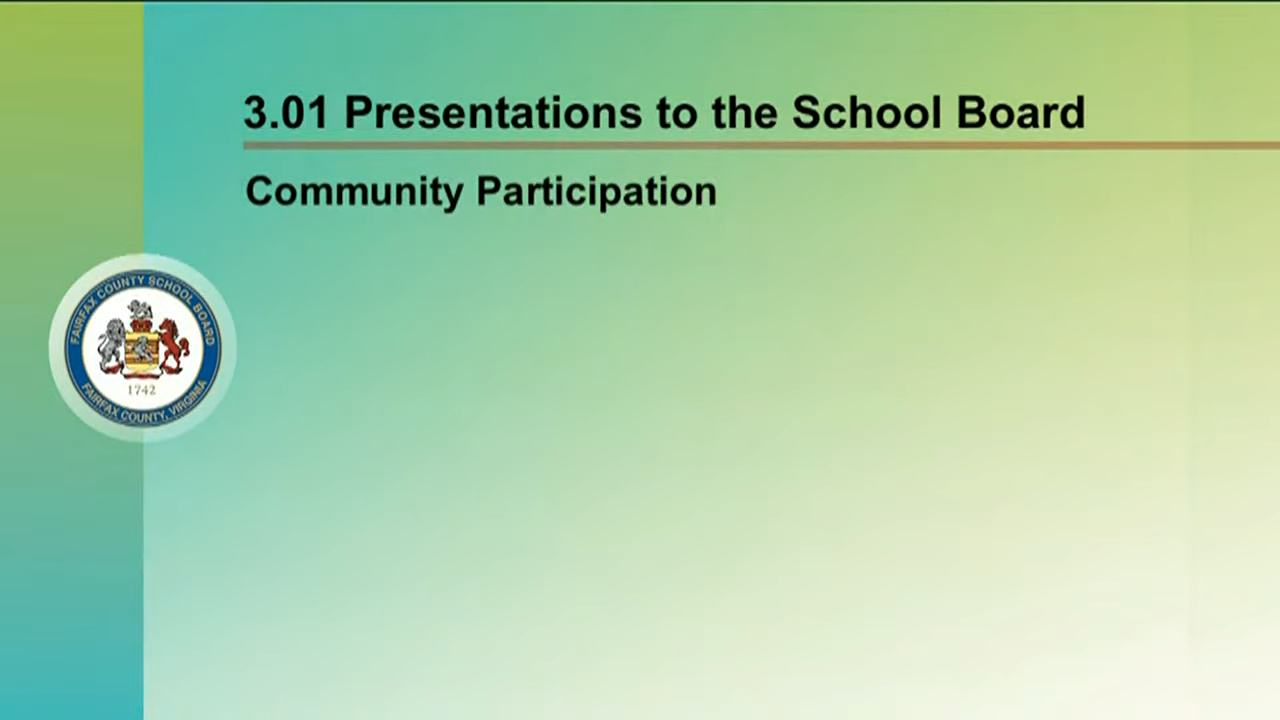 3.01 Presentations to the School Board
Community Participation
FAIRFAX COUNTY SCHOOL BOARD
1742
FAIRFAX COUNTY, VIRGINIA